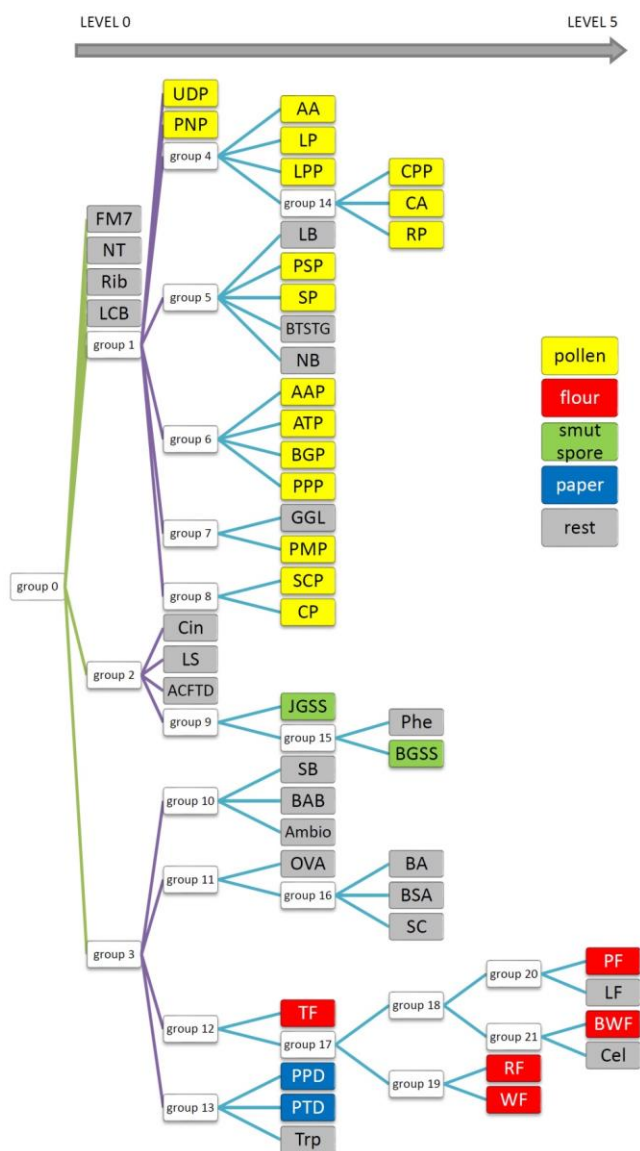 LEVEL 0
LEVEL 5
UDP
PNP
group 4
AA
LP
LPP
group 14
CPP
CA
RP
FM7
NT
Rib
LCB
group 1
group 5
LB
PSP
SP
BTSTG
NB
pollen
flour
smut
spore
paper
rest
group 6
AAP
ATP
BGP
PPP
group 7
GGL
PMP
group 8
SCP
CP
group 0
group 2
Cin
LS
ACFTD
group 9
JGSS
group 15
Phe
BGSS
group 3
group 10
SB
BAB
Ambio
group 11
OVA
group 16
BA
BSA
SC
group 12
TF
group 17
group 18
group 20
PF
LF
group 21
BWF
Cel
group 19
RF
WF
group 13
PPD
PTD
Trp